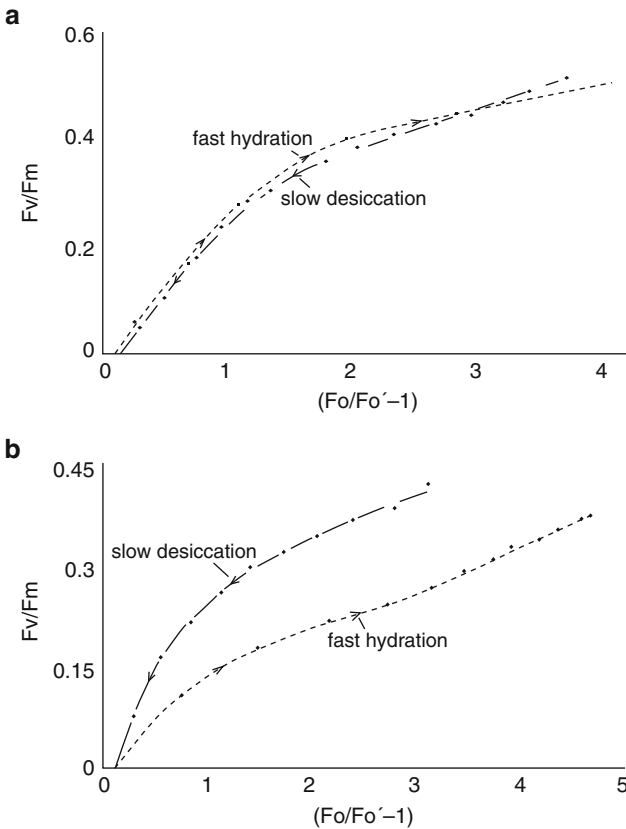 a
0.6
0.4
0.2
0
Fv/Fm
fast hydration
slow desiccation
0 1 2 3 4
(Fo/Fo´–1)
b
0.45
0.3
0.15
0
Fv/Fm
slow desiccation
fast hydration
0 1 2 3 4 5
(Fo/Fo´–1)